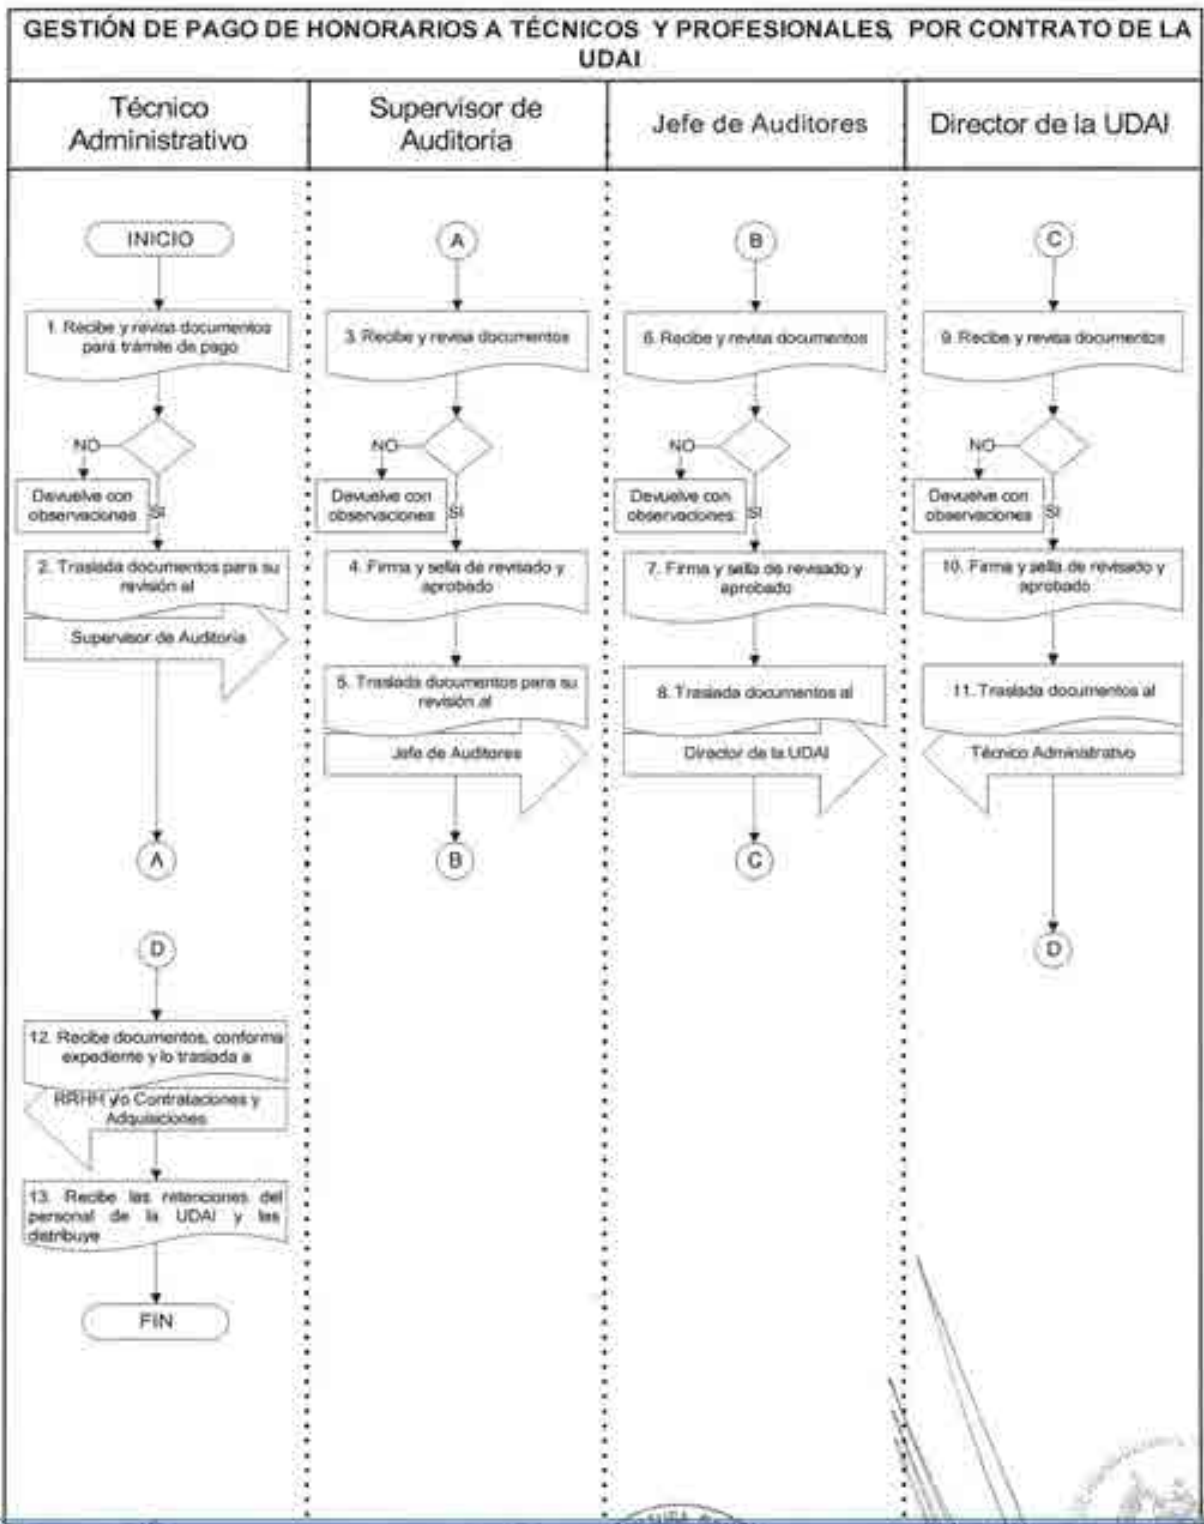 GESTIÓN DE PAGO DE HONORARIOS A TÉCNICOS Y PROFESIONALES, POR CONTRATO DE LA
UDAI
Técnico
Administrativo
Supervisor de
Auditoría
Jefe de Auditores
Director de la UDAI
INICIO
1. Recibe y revisa documentos
para trámite de pago
NO
Devuelve con
observaciones
SI
2. Traslada documentos para su
revisión al
Supervisor de Auditoría
A
D
12. Recibe documentos, conforma
expediente y lo traslada a
RRHH y/o Contrataciones y
Adquisiciones
13. Recibe las retenciones del
personal de la UDAI y las
distribuye
FIN
A
3. Recibe y revisa documentos
NO
Devuelve con
observaciones
SI
4. Firma y sella de revisado y
aprobado
5. Traslada documentos para su
revisión al
Jefe de Auditores
B
B
6. Recibe y revisa documentos
NO
Devuelve con
observaciones
SI
7. Firma y sella de revisado y
aprobado
8. Traslada documentos al
Director de la UDAI
C
C
9. Recibe y revisa documentos
NO
Devuelve con
observaciones
SI
10. Firma y sella de revisado y
aprobado
11. Traslada documentos al
Técnico Administrativo
D